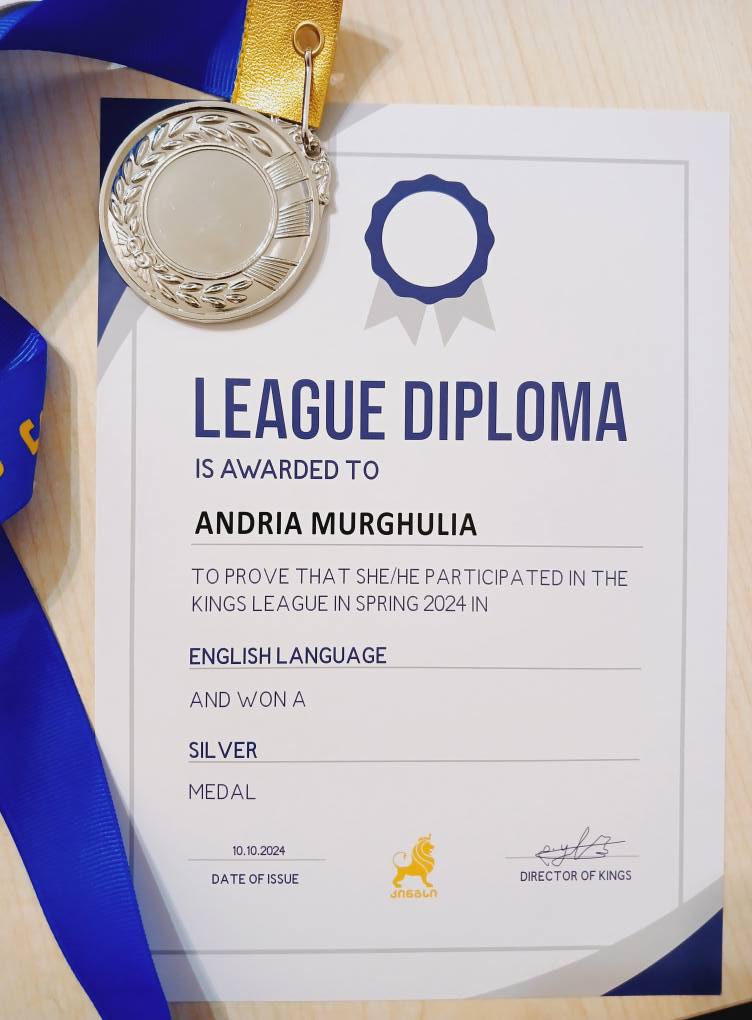 LEAGUE DIPLOMA
IS AWARDED TO
ANDRIA MURGHULIA
TO PROVE THAT SHE/HE PARTICIPATED IN THE
KINGS LEAGUE IN SPRING 2024 IN
ENGLISH LANGUAGE
AND WON A
SILVER
MEDAL
10.10.2024
DATE OF ISSUE
კინგსი
DIRECTOR OF KINGS